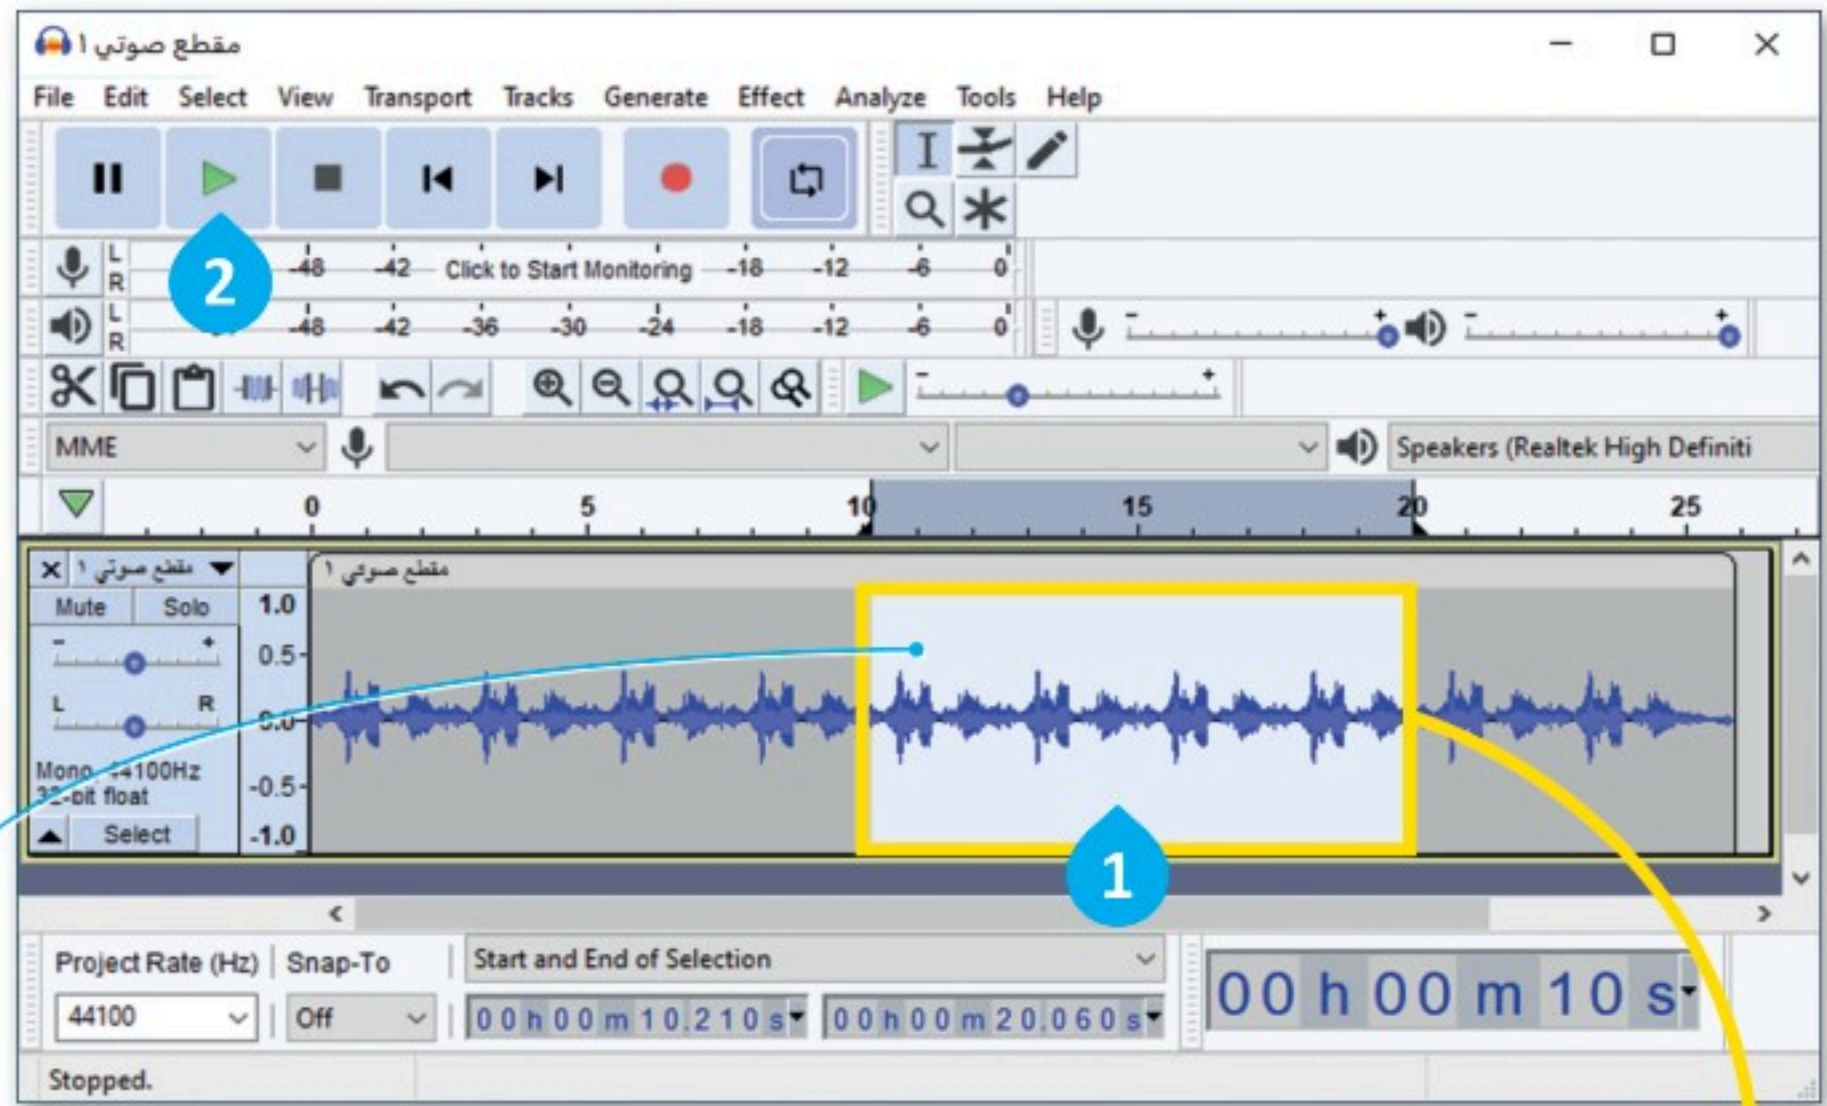 مقطع صوتي ١
File Edit Select View Transport Tracks Generate Effect Analyze Tools Help
2
L
R
-48 -42 Click to Start Monitoring -18 -12 -6 0
L
R
-48 -42 -36 -30 -24 -18 -12 -6 0
- +
- +
- +
MME
Speakers (Realtek High Definiti
0 5 10 15 20 25
مقطع صوتي ١
مقطع صوتي ١
Mute Solo
- +
L R
Mono, 44100Hz
32-bit float
Select
1.0
0.5
0.0
-0.5
-1.0
1
Project Rate (Hz) Snap-To Start and End of Selection
44100 Off 00h00m10.210s 00h00m20.060s
00h00m10s
Stopped.